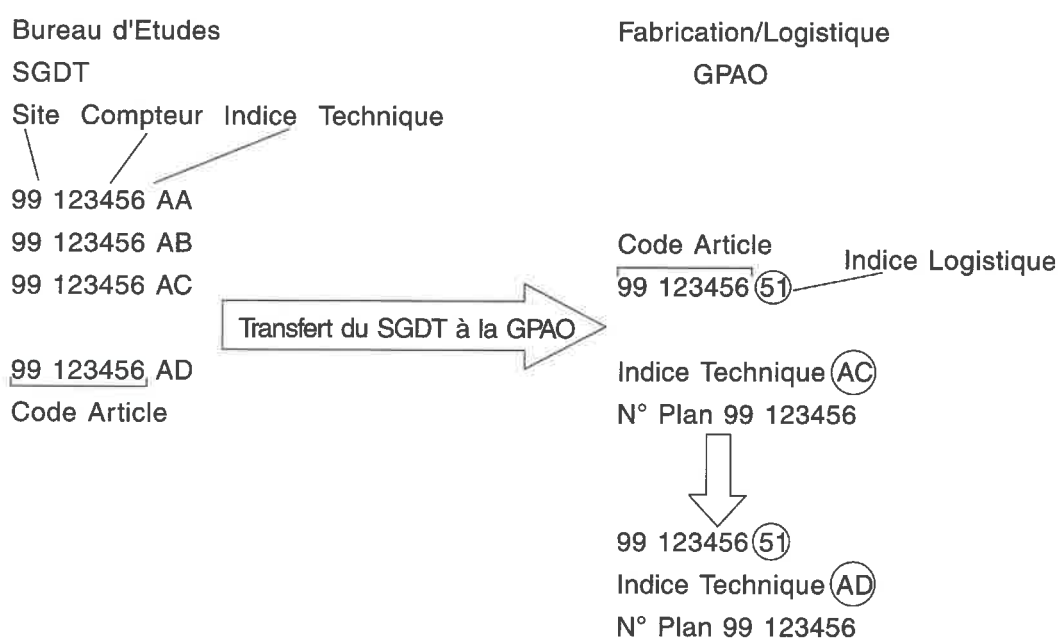 Bureau d'Etudes
SGDT
Site Compteur Indice Technique
99 123456 AA
99 123456 AB
99 123456 AC
99 123456 AD
Code Article
Transfert du SGDT à la GPAO
Fabrication/Logistique
GPAO
Code Article
Indice Logistique
99 123456 51
Indice Technique AC
N° Plan 99 123456
99 123456 51
Indice Technique AD
N° Plan 99 123456